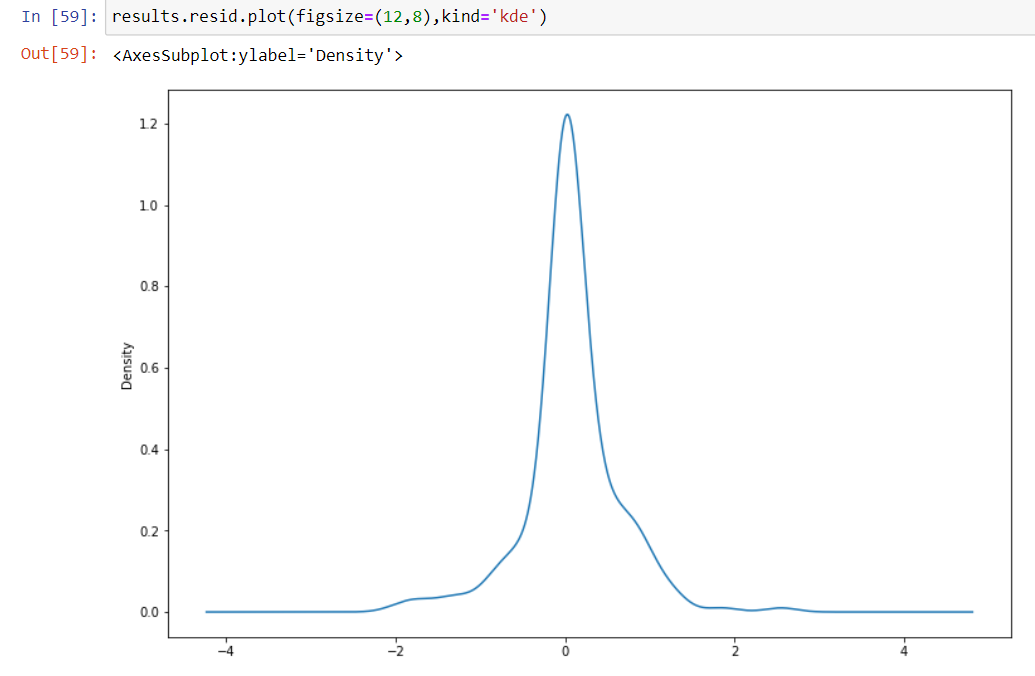 In [59]: results.resid.plot(figsize=(12,8),kind='kde')
Out[59]: <AxesSubplot:ylabel='Density'>
1.2
1.0
0.8
Density
0.6
0.4
0.2
0.0
−4 −2 0 2 4